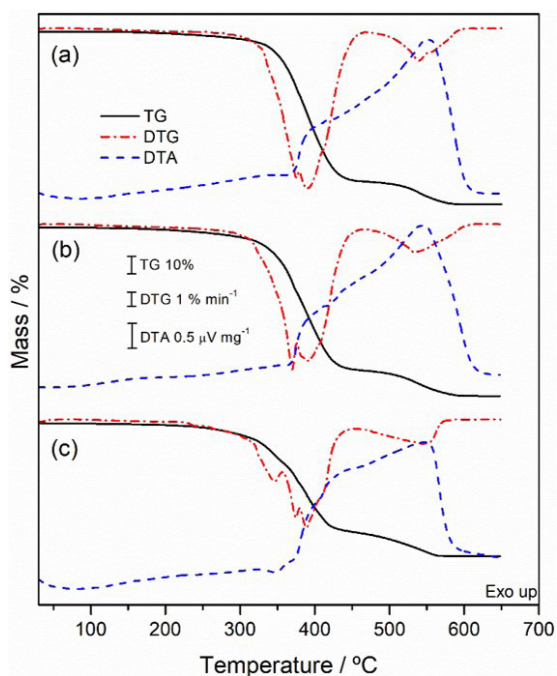 (a)
TG
DTG
DTA
(b)
TG 10%
DTG 1 % min⁻¹
DTA 0.5 µV mg⁻¹
Mass / %
(c)
Exo up
100 200 300 400 500 600 700
Temperature / ºC